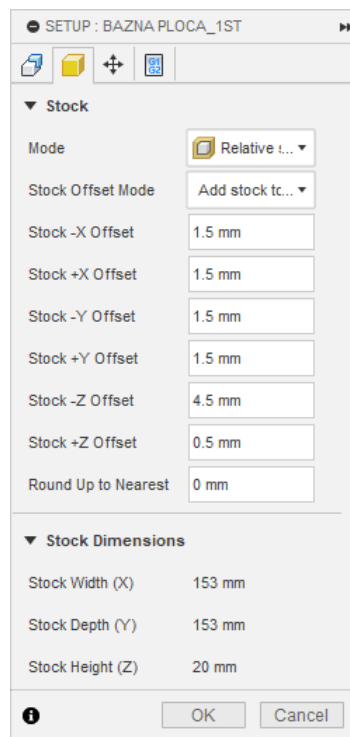 SETUP : BAZNA PLOCA_1ST
G1
G2
Stock
Mode Relative s... 
Stock Offset Mode Add stock to...
Stock -X Offset 1.5 mm
Stock +X Offset 1.5 mm
Stock -Y Offset 1.5 mm
Stock +Y Offset 1.5 mm
Stock -Z Offset 4.5 mm
Stock +Z Offset 0.5 mm
Round Up to Nearest 0 mm
Stock Dimensions
Stock Width (X) 153 mm
Stock Depth (Y) 153 mm
Stock Height (Z) 20 mm
OK Cancel